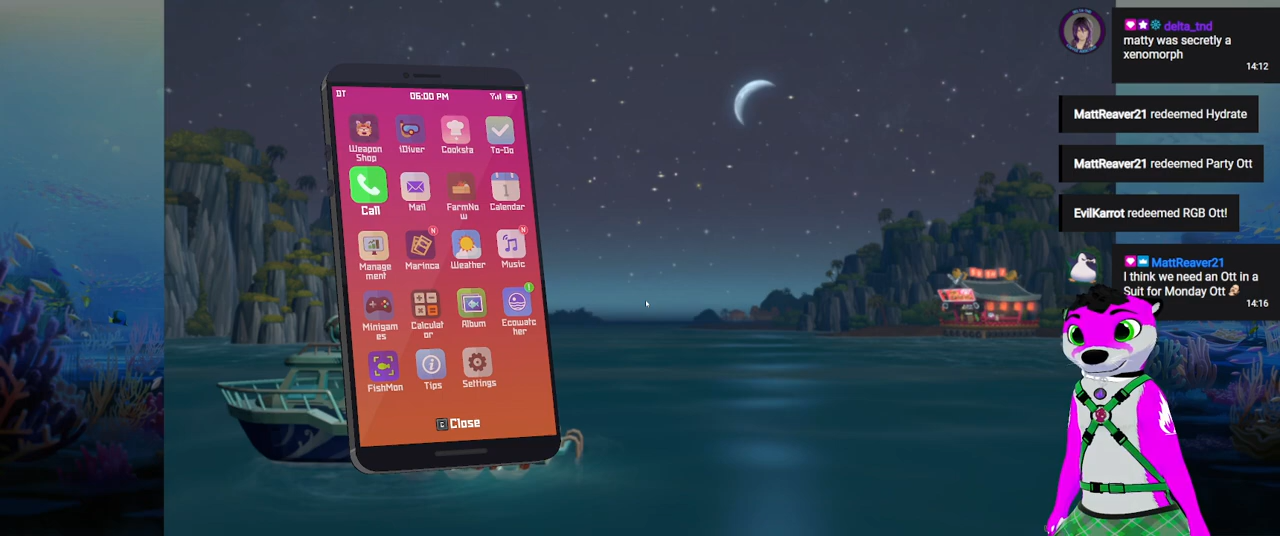 DT 06:00 PM
Weapon
Shop
iDiver
Cooksta
To-Do
Call
Mail
FarmNo
w
Calendar
1
Manage
ment
Marinca
N
Weather
Music
N
Minigam
es
Calculat
or
Album
Ecowatc
her
1
FishMon
Tips
Settings
C Close
delta_tnd
matty was secretly a
xenomorph
14:12
MattReaver21 redeemed Hydrate
MattReaver21 redeemed Party Ott
EvilKarrot redeemed RGB Ott!
MattReaver21
I think we need an Ott in a
Suit for Monday Ott
14:16